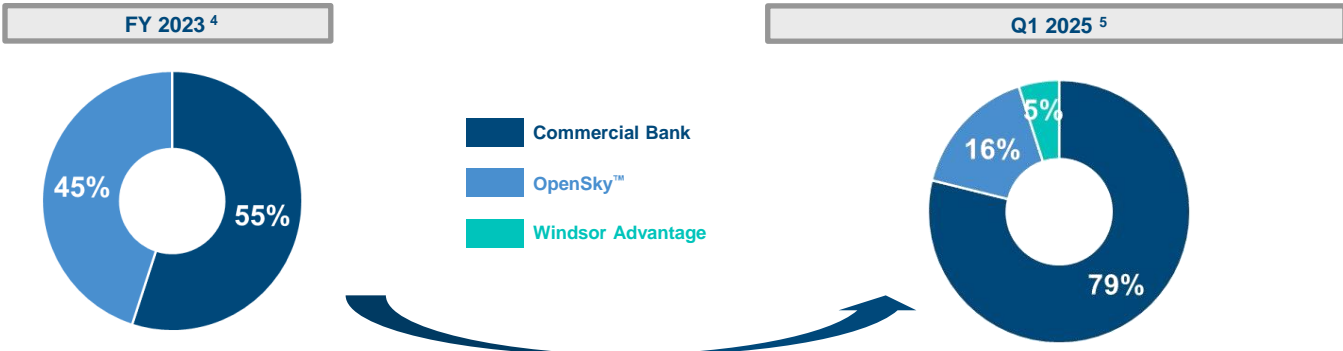 FY 2023 ⁴
Q1 2025 ⁵
45%
55%
Commercial Bank
OpenSky™
Windsor Advantage
5%
16%
79%